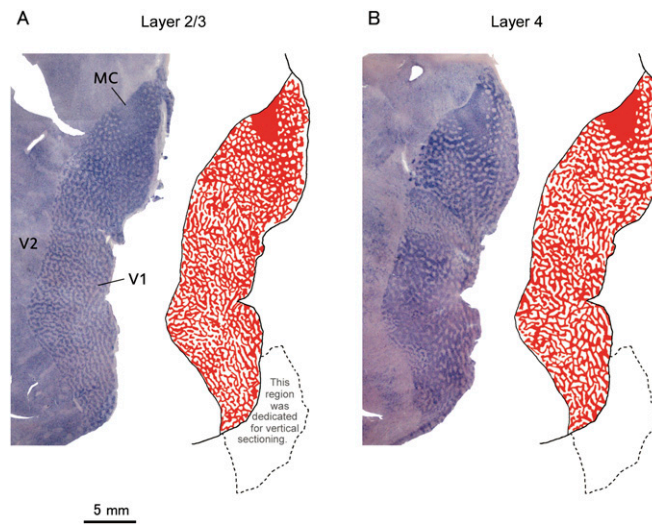 A
Layer 2/3
B
Layer 4
MC
V2
V1
This
region
was
dedicated
for vertical
sectioning.
5 mm